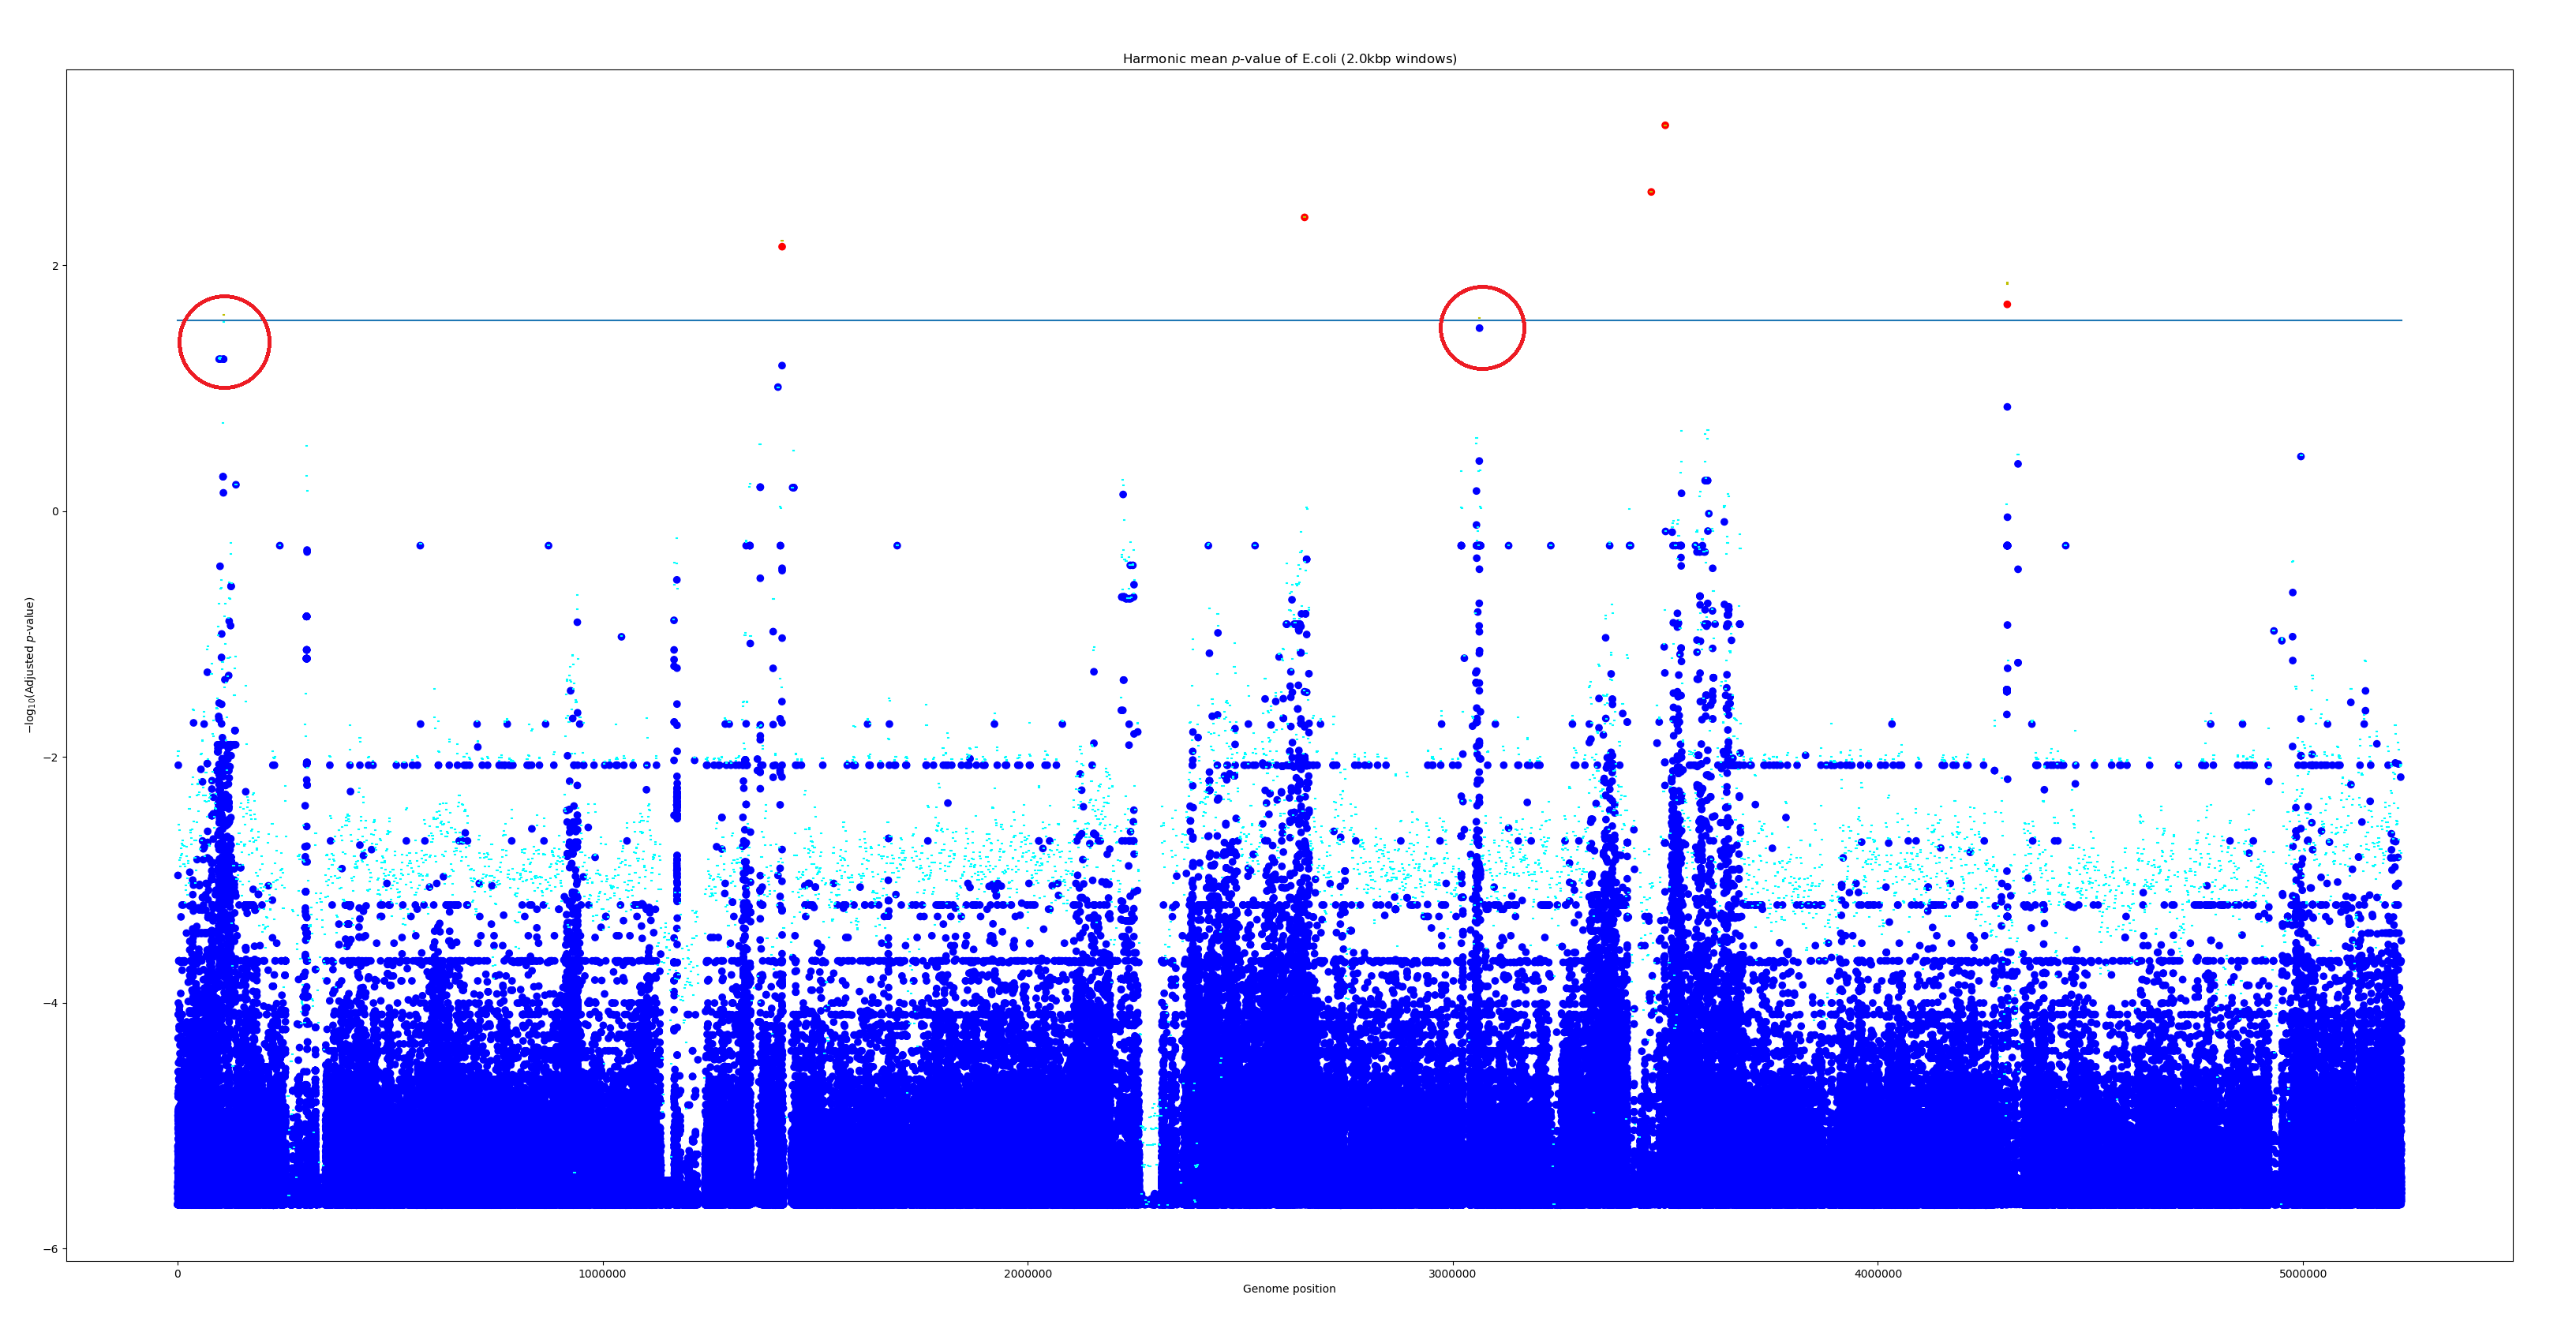 Harmonic mean p-value of E.coli (2.0kbp windows)
−log₁₀(Adjusted p-value)
2
0
−2
−4
−6
0 1000000 2000000 3000000 4000000 5000000
Genome position